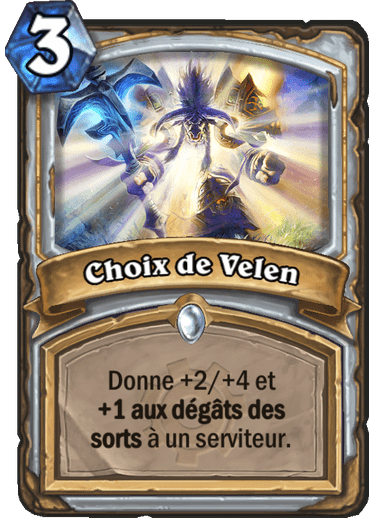 3
Choix de Velen
Donne +2/+4 et
+1 aux dégâts des
sorts à un serviteur.